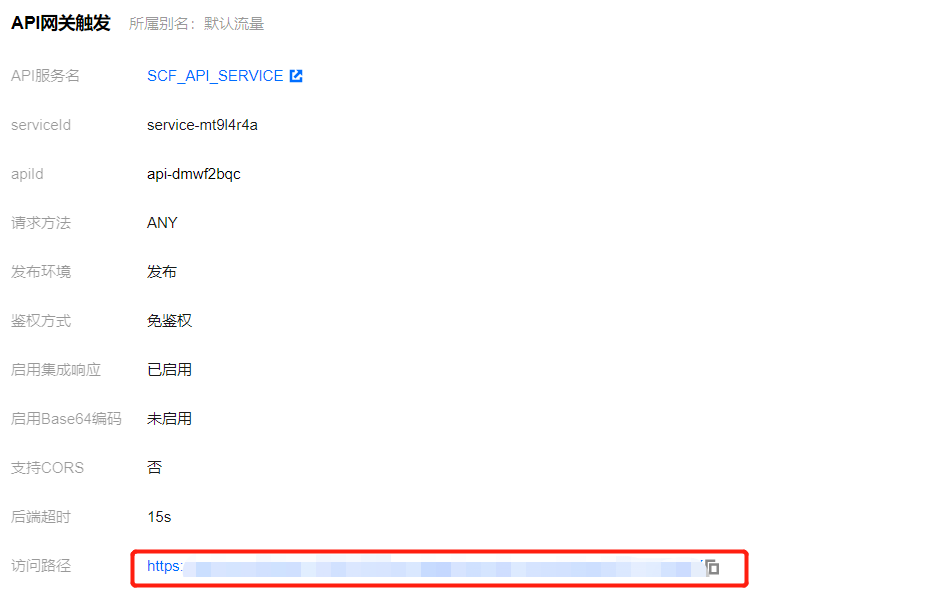 API网关触发 所属别名：默认流量
API服务名 SCF_API_SERVICE
serviceId service-mt9l4r4a
apiId api-dmwf2bqc
请求方法 ANY
发布环境 发布
鉴权方式 免鉴权
启用集成响应 已启用
启用Base64编码 未启用
支持CORS 否
后端超时 15s
访问路径 https: